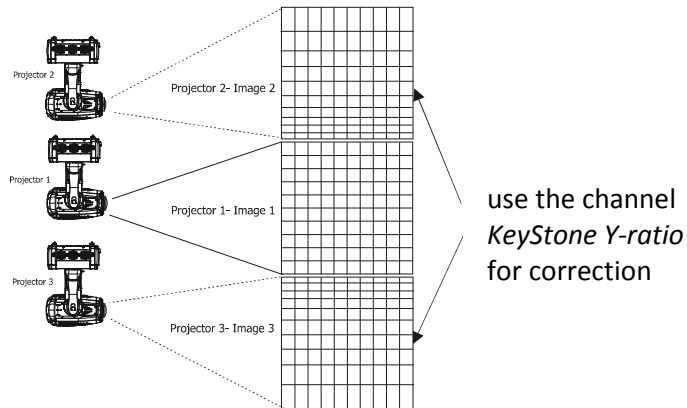 Projector 2
Projector 2- Image 2
Projector 1
Projector 1- Image 1
Projector 3
Projector 3- Image 3
use the channel
KeyStone Y-ratio
for correction